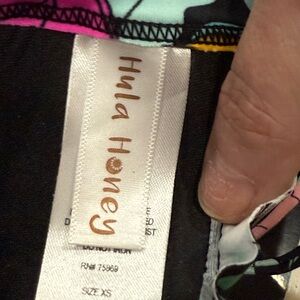 Hula Honey
DO NOT IRON
RN# 75969
SIZE XS